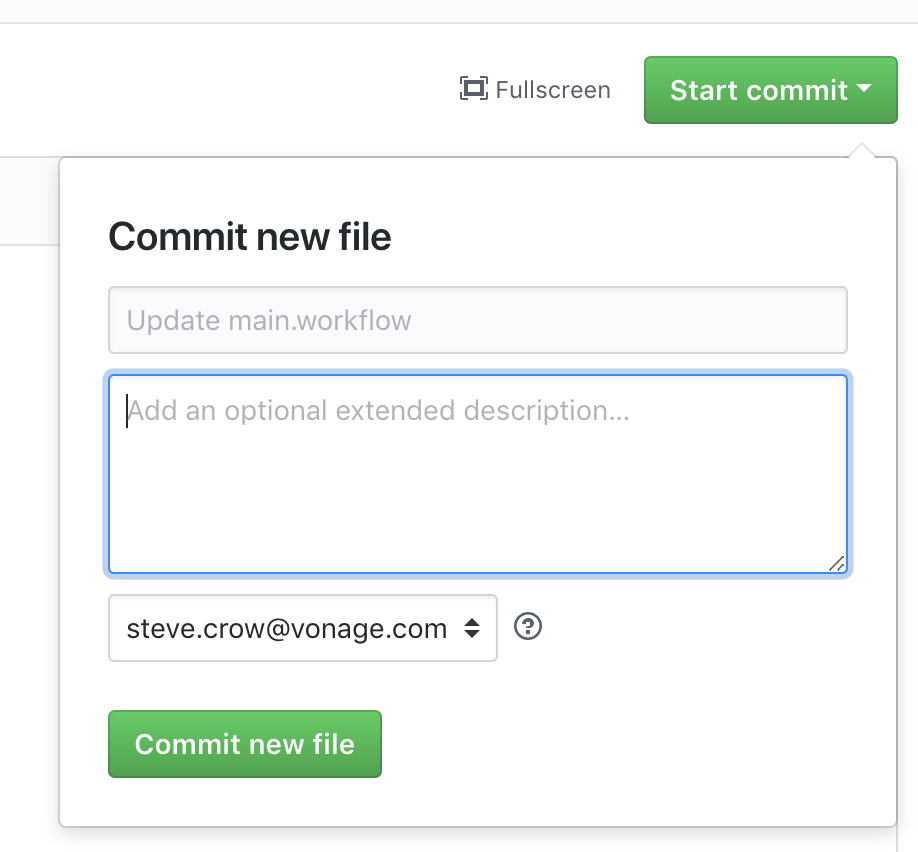 Fullscreen
Start commit
Commit new file
Update main.workflow
Add an optional extended description...
steve.crow@vonage.com
Commit new file